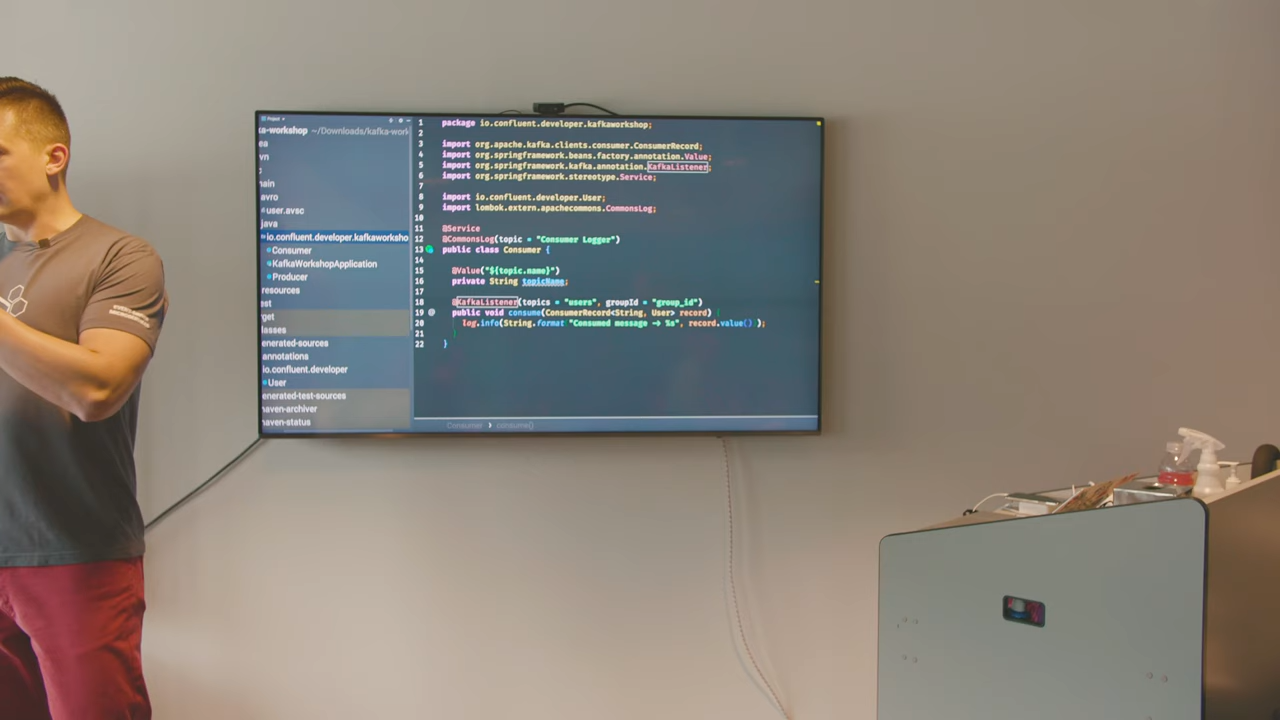 Project
ka-workshop ~/Downloads/kafka-work
ea
vn
main
avro
user.avsc
java
io.confluent.developer.kafkaworksho
Consumer
KafkaWorkshopApplication
Producer
resources
est
rget
lasses
enerated-sources
annotations
io.confluent.developer
User
enerated-test-sources
naven-archiver
naven-status
1 package io.confluent.developer.kafkaworkshop;
2
3 import org.apache.kafka.clients.consumer.ConsumerRecord;
4 import org.springframework.beans.factory.annotation.Value;
5 import org.springframework.kafka.annotation.KafkaListener;
6 import org.springframework.stereotype.Service;
7
8 import io.confluent.developer.User;
9 import lombok.extern.apachecommons.CommonsLog;
10
11 @Service
12 @CommonsLog(topic = "Consumer Logger")
13 public class Consumer {
14
15 @Value("${topic.name}")
16 private String topicName;
17
18 @KafkaListener(topics = "users", groupId = "group_id")
19 public void consume(ConsumerRecord<String, User> record) {
20 log.info(String.format("Consumed message -> %s", record.value()));
21 }
22 }
Consumer > consume()